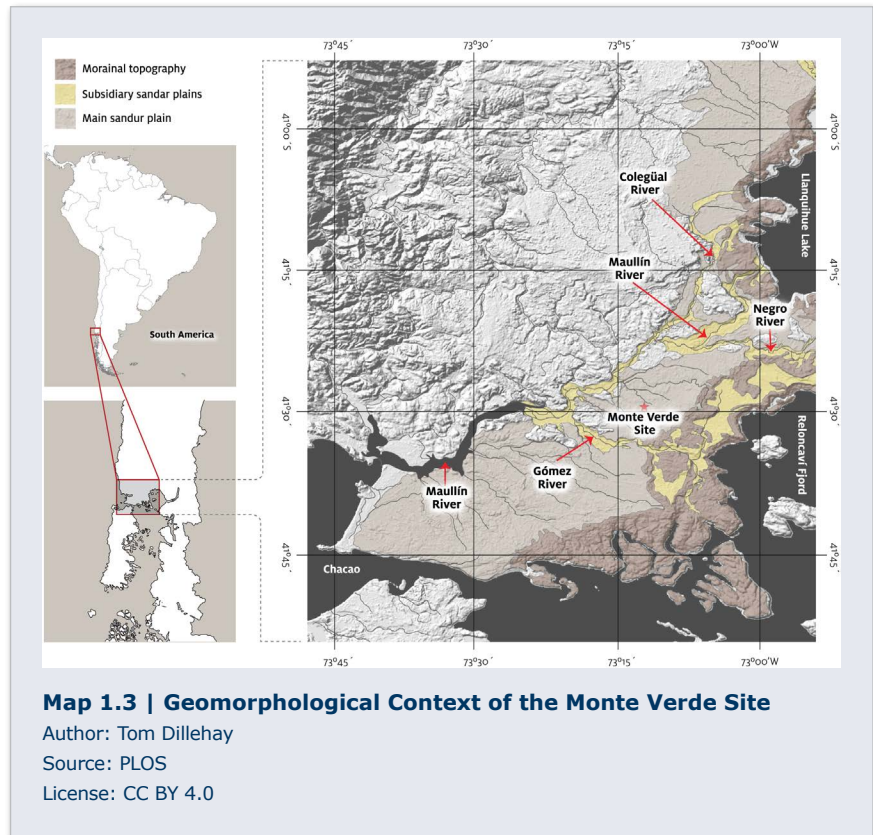 73°45´
73°30´
73°15´
73°00´W
Morainal topography
Subsidiary sandar plains
Main sandur plain
41°00´S
41°00´S
Colegüal
River
Llanquihue Lake
Maullín
River
41°15´
41°15´
Negro
River
South America
41°30´
41°30´
Monte Verde
Site
Reloncaví Fjord
Gómez
River
Maullín
River
41°45´
41°45´
Chacao
73°45´
73°30´
73°15´
73°00´W
Map 1.3 | Geomorphological Context of the Monte Verde Site
Author: Tom Dillehay
Source: PLOS
License: CC BY 4.0